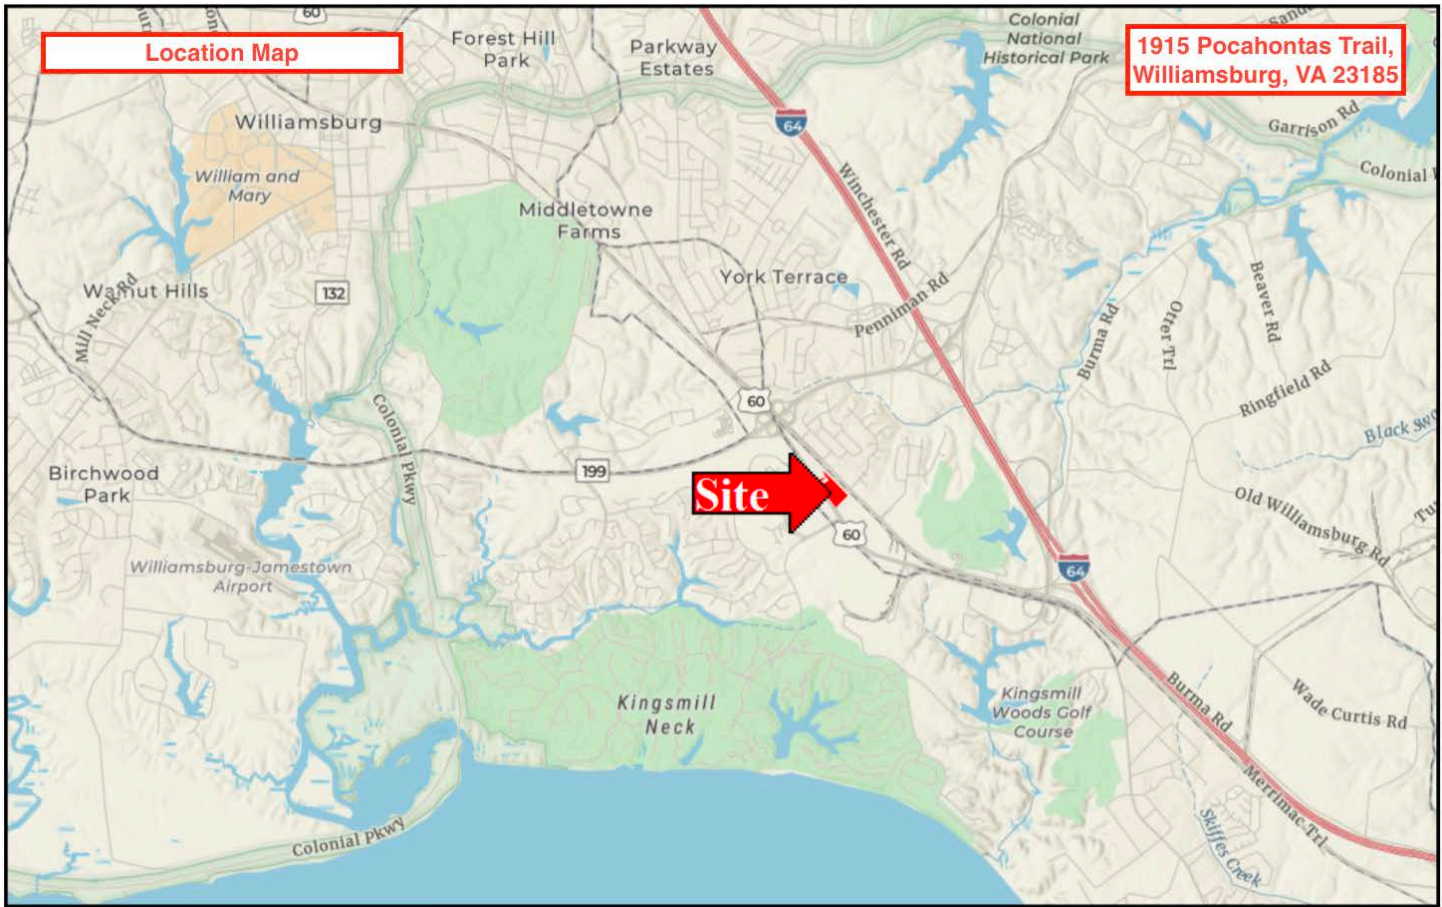 60
Location Map
Forest Hill
Park
Parkway
Estates
Colonial
National
Historical Park
1915 Pocahontas Trail,
Williamsburg, VA 23185
Williamsburg
64
Garrison Rd
Colonial
William and
Mary
Middletowne
Farms
Winchester Rd
York Terrace
Penniman Rd
Walnut Hills
Mill Neck Rd
132
Burma Rd
Otter Trl
Beaver Rd
Ringfield Rd
60
Colonial Pkwy
199
Birchwood
Park
Site
60
Old Williamsburg Rd
Williamsburg-Jamestown
Airport
64
Kingsmill
Neck
Kingsmill
Woods Golf
Course
Burma Rd
Wade Curtis Rd
Merrimac Trl
Skiffes Creek
Colonial Pkwy